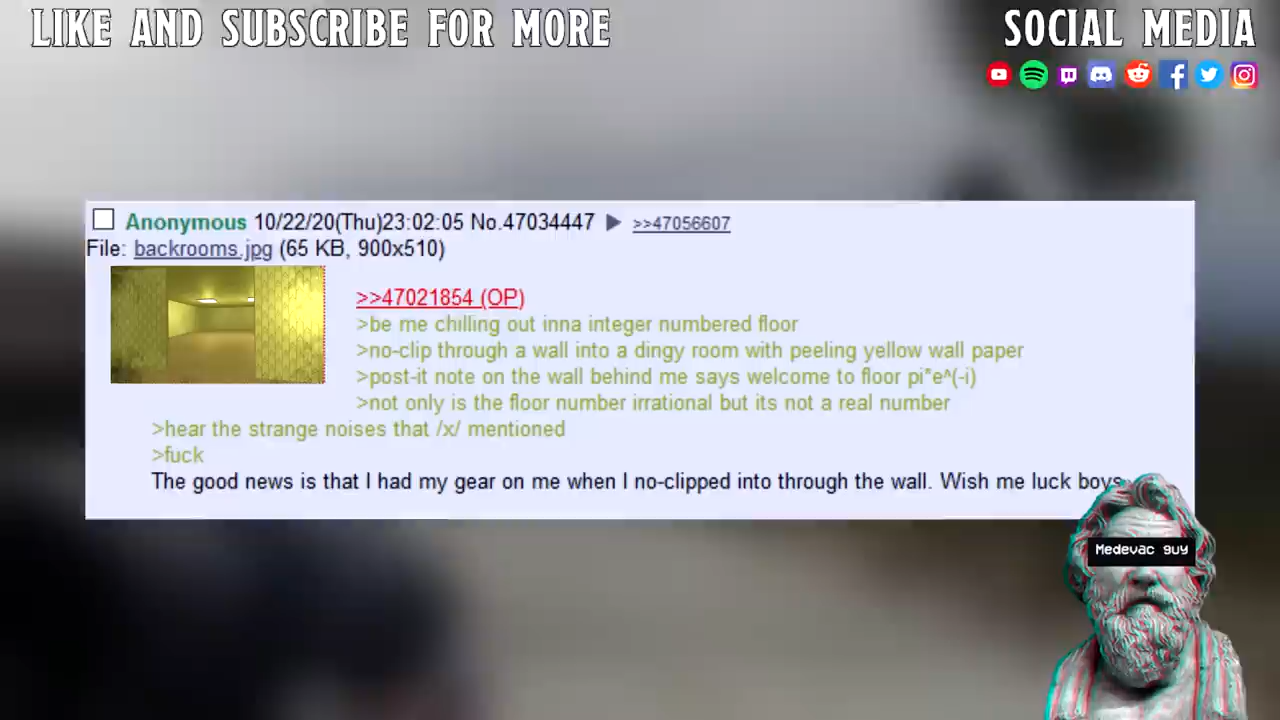 LIKE AND SUBSCRIBE FOR MORE
SOCIAL MEDIA
Anonymous 10/22/20(Thu)23:02:05 No.47034447 ▶ >>47056607
File: backrooms.jpg (65 KB, 900x510)
>>47021854 (OP)
>be me chilling out inna integer numbered floor
>no-clip through a wall into a dingy room with peeling yellow wall paper
>post-it note on the wall behind me says welcome to floor pi*e^(-i)
>not only is the floor number irrational but its not a real number
>hear the strange noises that /x/ mentioned
>fuck
The good news is that I had my gear on me when I no-clipped into through the wall. Wish me luck boys
Medevac guy